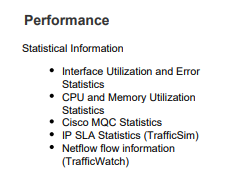 Performance
Statistical Information
• Interface Utilization and Error
Statistics
• CPU and Memory Utilization
Statistics
• Cisco MQC Statistics
• IP SLA Statistics (TrafficSim)
• Netflow flow information
(TrafficWatch)